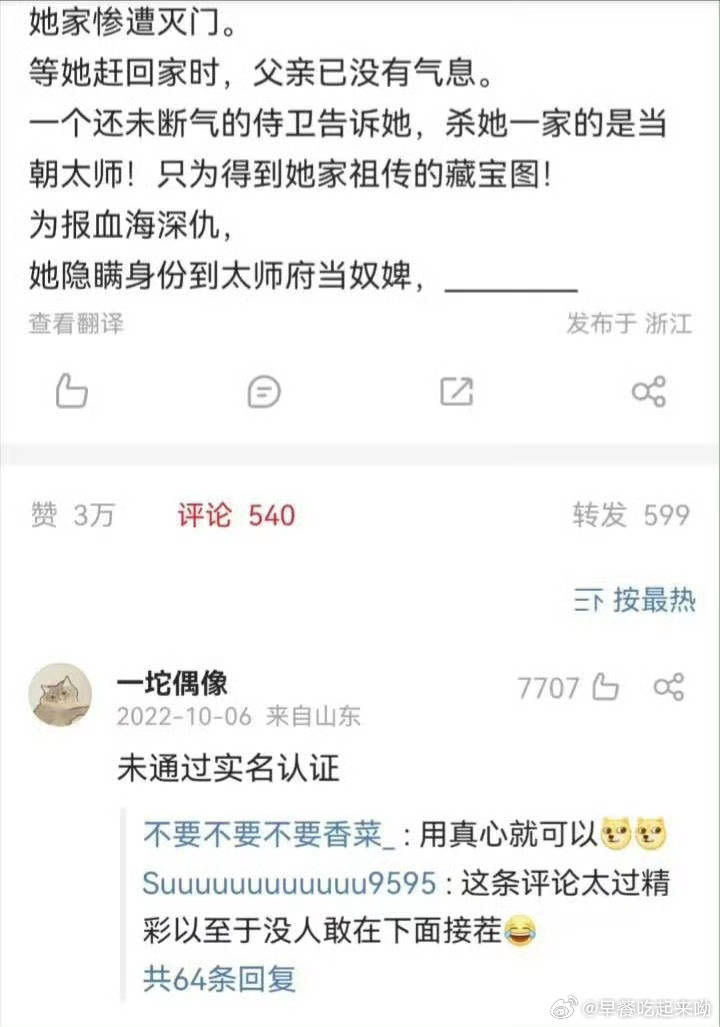 她家惨遭灭门。
等她赶回家时，父亲已没有气息。
一个还未断气的侍卫告诉她，杀她一家的是当
朝太师！只为得到她家祖传的藏宝图！
为报血海深仇，
她隐瞒身份到太师府当奴婢，________
查看翻译
发布于 浙江
赞 3万
评论 540
转发 599
按最热
一坨偶像
7707
2022-10-06 来自山东
未通过实名认证
不要不要不要香菜_：用真心就可以
Suuuuuuuuuuuu9595：这条评论太过精
彩以至于没人敢在下面接茬😂
共64条回复
@早餐吃起来呦